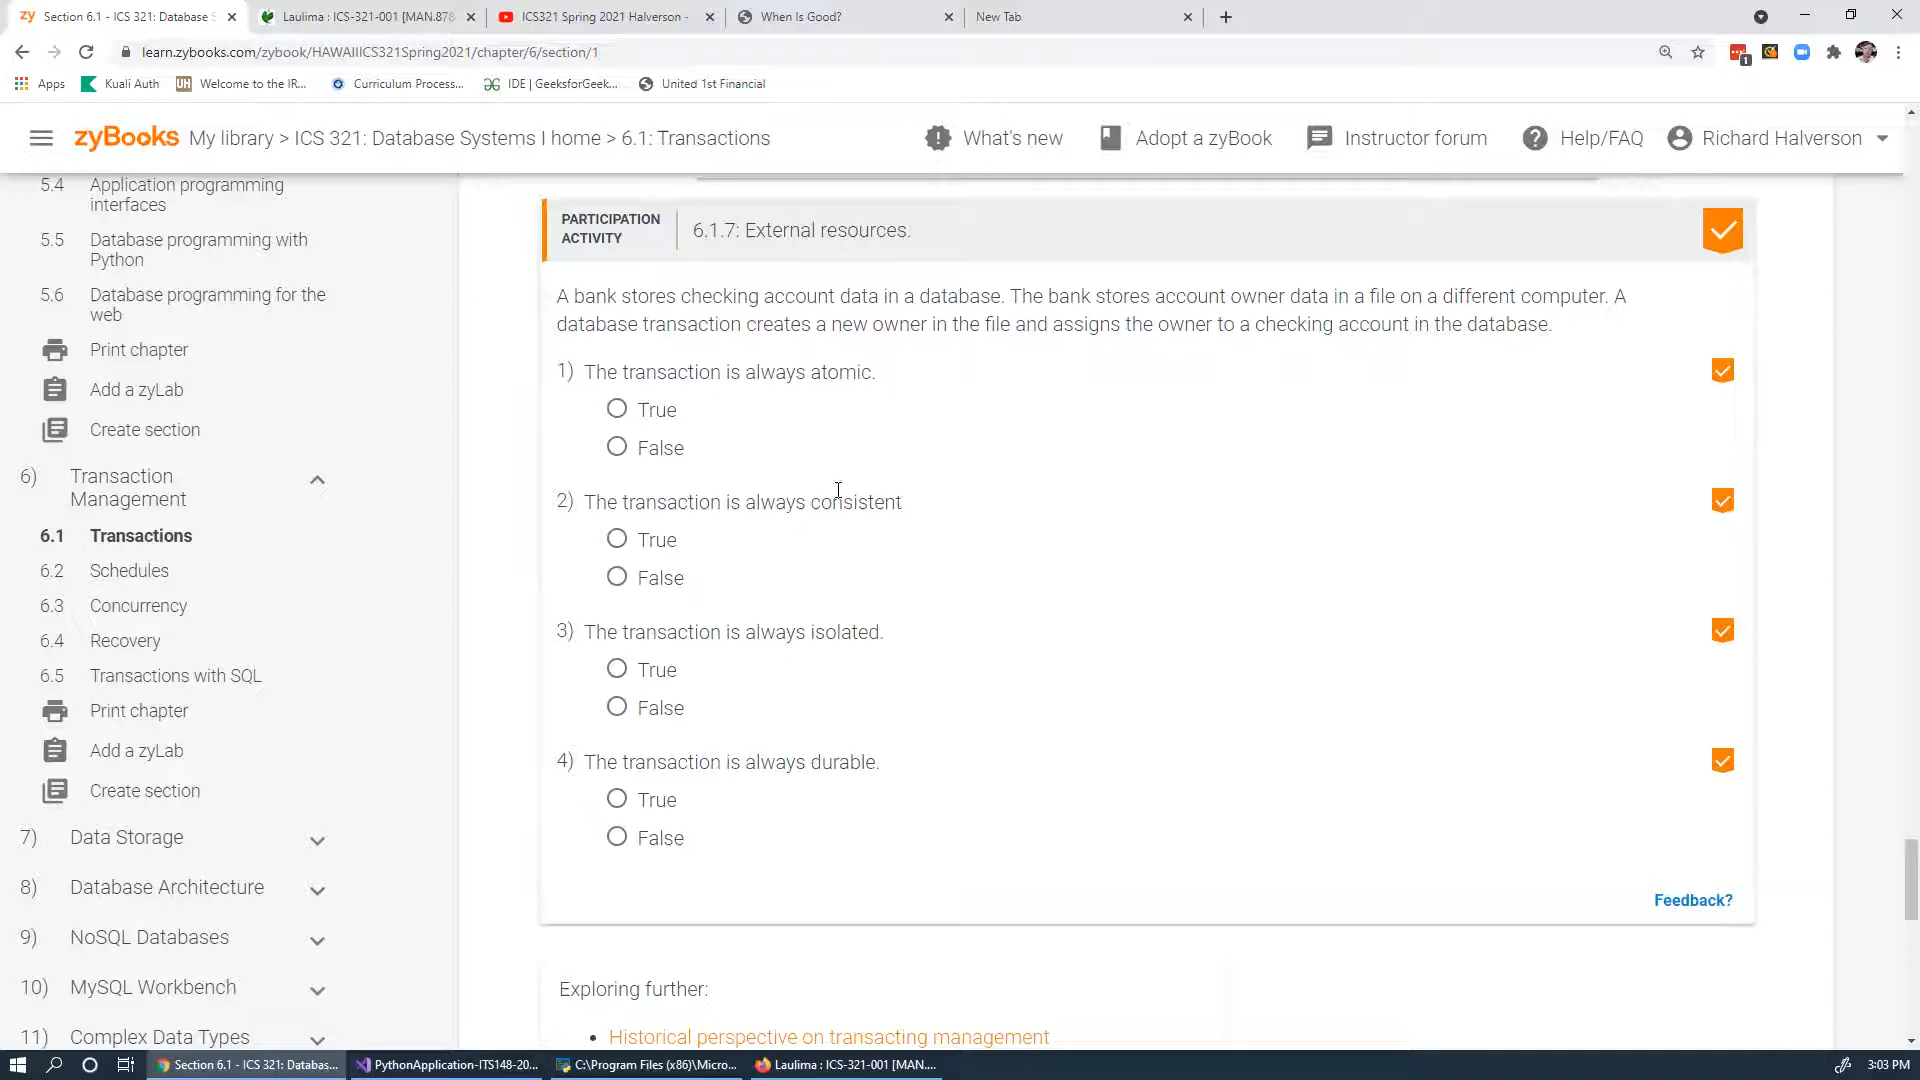 Section 6.1 - ICS 321: Database S
Laulima : ICS-321-001 [MAN.878
ICS321 Spring 2021 Halverson -
When Is Good?
New Tab
learn.zybooks.com/zybook/HAWAIIICS321Spring2021/chapter/6/section/1
Apps
Kuali Auth
UH
Welcome to the IR...
Curriculum Process...
IDE | GeeksforGeek...
United 1st Financial
zyBooks My library > ICS 321: Database Systems I home > 6.1: Transactions
What's new
Adopt a zyBook
Instructor forum
Help/FAQ
Richard Halverson
5.4 Application programming
interfaces
5.5 Database programming with
Python
5.6 Database programming for the
web
Print chapter
Add a zyLab
Create section
6) Transaction
Management
6.1 Transactions
6.2 Schedules
6.3 Concurrency
6.4 Recovery
6.5 Transactions with SQL
Print chapter
Add a zyLab
Create section
7) Data Storage
8) Database Architecture
9) NoSQL Databases
10) MySQL Workbench
11) Complex Data Types
PARTICIPATION
ACTIVITY
6.1.7: External resources.
A bank stores checking account data in a database. The bank stores account owner data in a file on a different computer. A
database transaction creates a new owner in the file and assigns the owner to a checking account in the database.
1) The transaction is always atomic.
True
False
2) The transaction is always consistent
True
False
3) The transaction is always isolated.
True
False
4) The transaction is always durable.
True
False
Feedback?
Exploring further:
• Historical perspective on transacting management
Section 6.1 - ICS 321: Databas...
PythonApplication-ITS148-20...
C:\Program Files (x86)\Micro...
Laulima : ICS-321-001 [MAN....
3:03 PM